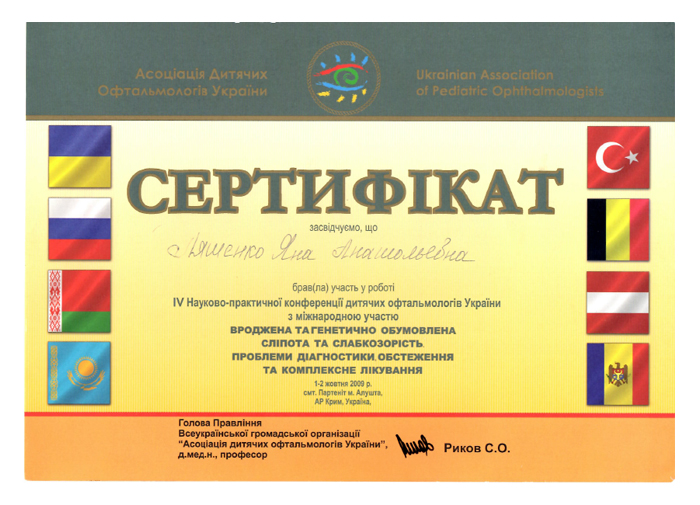 Асоціація Дитячих
Офтальмологів України
Ukrainian Association
of Pediatric Ophthalmologists
СЕРТИФІКАТ
засвідчуємо, що
Ляшенко Яна Анатольевна
брав(ла) участь у роботі
IV Науково-практичної конференції дитячих офтальмологів України
з міжнародною участю
ВРОДЖЕНА ТА ГЕНЕТИЧНО ОБУМОВЛЕНА
СЛІПОТА ТА СЛАБКОЗОРІСТЬ.
ПРОБЛЕМИ ДІАГНОСТИКИ, ОБСТЕЖЕННЯ
ТА КОМПЛЕКСНЕ ЛІКУВАННЯ
1-2 жовтня 2009 р.
смт. Партеніт м. Алушта,
АР Крим, Україна,
Голова Правління
Всеукраїнської громадської організації
"Асоціація дитячих офтальмологів України",
д.мед.н., професор
Риков С.О.